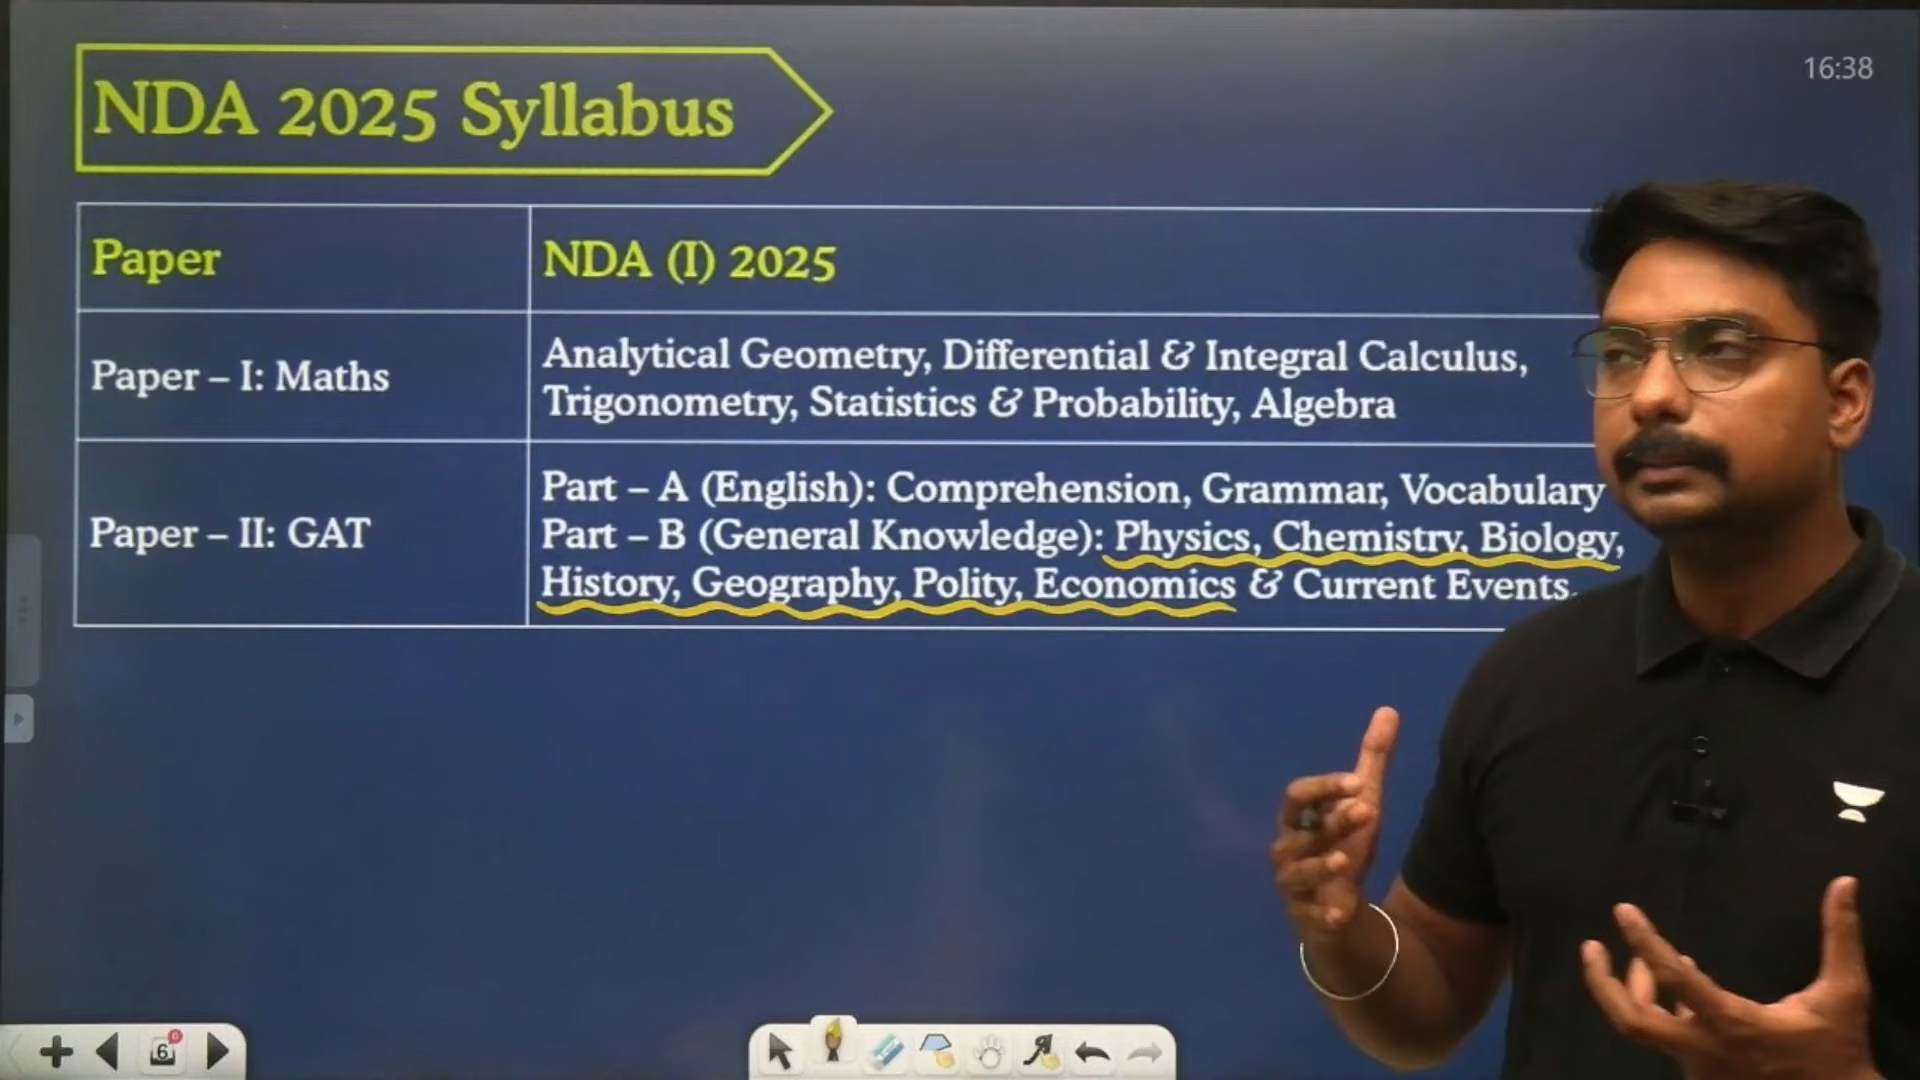 NDA 2025 Syllabus
16:38
Paper
NDA (I) 2025
Paper – I: Maths
Analytical Geometry, Differential & Integral Calculus,
Trigonometry, Statistics & Probability, Algebra
Paper – II: GAT
Part – A (English): Comprehension, Grammar, Vocabulary
Part – B (General Knowledge): Physics, Chemistry, Biology,
History, Geography, Polity, Economics & Current Events.
6
6